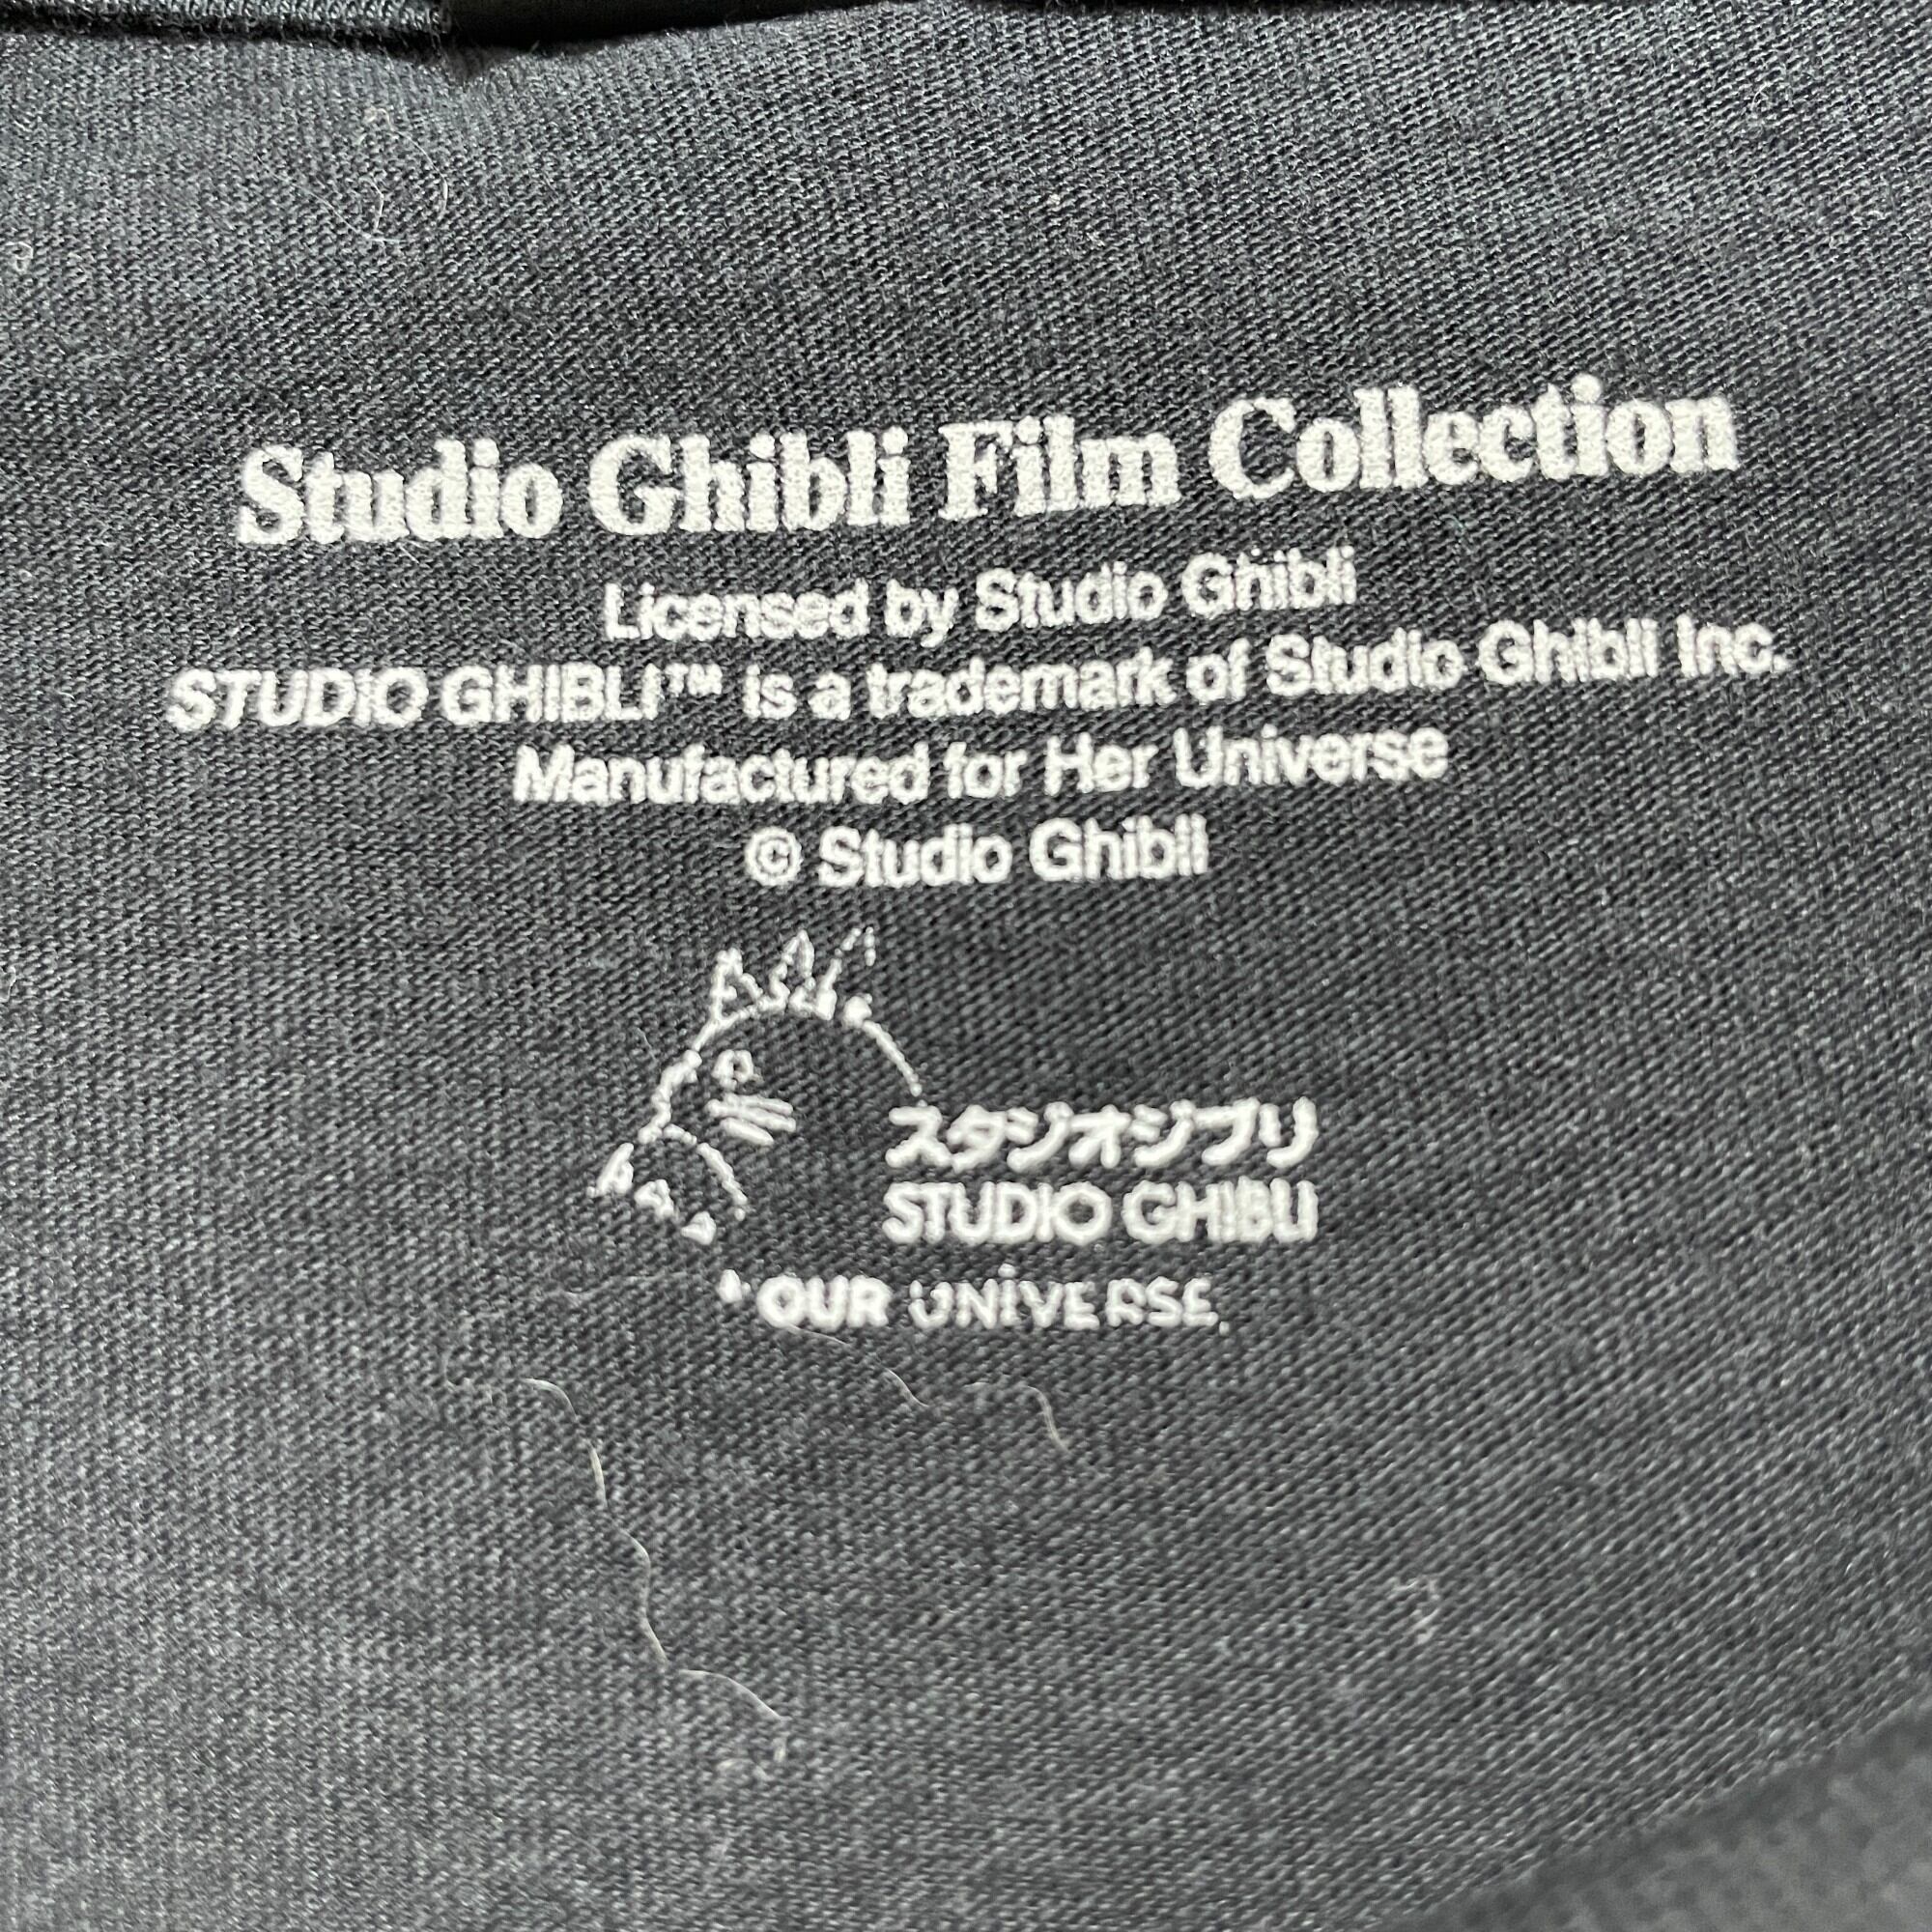 Studio Ghibli Film Collection
Licensed by Studio Ghibli
STUDIO GHIBLI™ is a trademark of Studio Ghibli Inc.
Manufactured for Her Universe
© Studio Ghibli
スタジオジブリ
STUDIO GHIBLI
OUR UNIVERSE